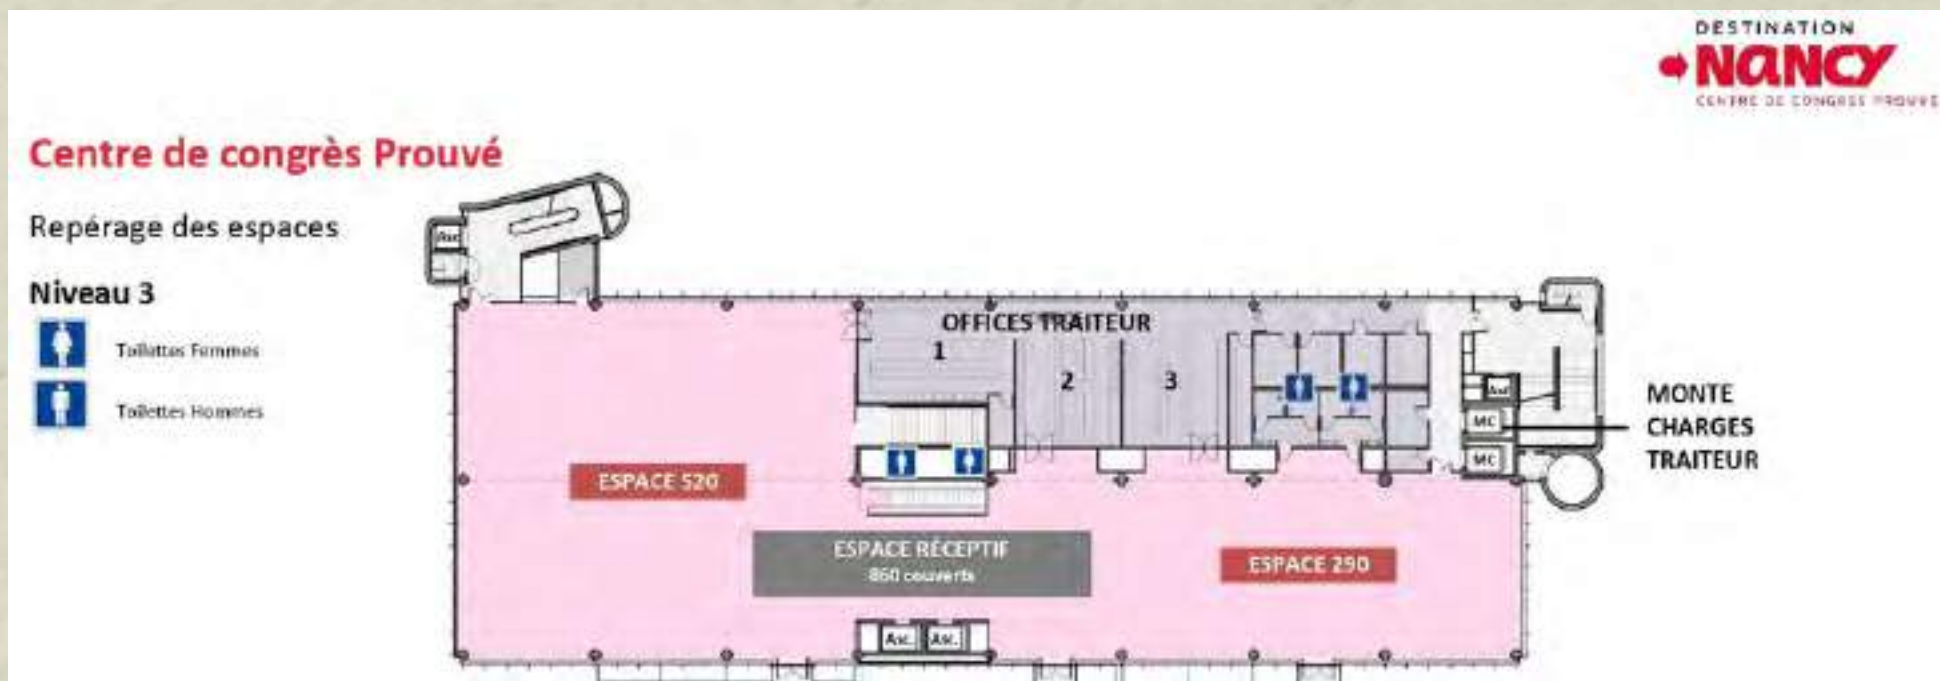 DESTINATION
NANCY
CENTRE DE CONGRÈS PROUVÉ
Centre de congrès Prouvé
Repérage des espaces
Niveau 3
Toilettes Femmes
Toilettes Hommes
Asc
OFFICES TRAITEUR
1
2
3
Asc
MC
MC
MONTE
CHARGES
TRAITEUR
ESPACE 520
ESPACE RÉCEPTIF
860 couverts
ESPACE 290
Asc.
Asc.